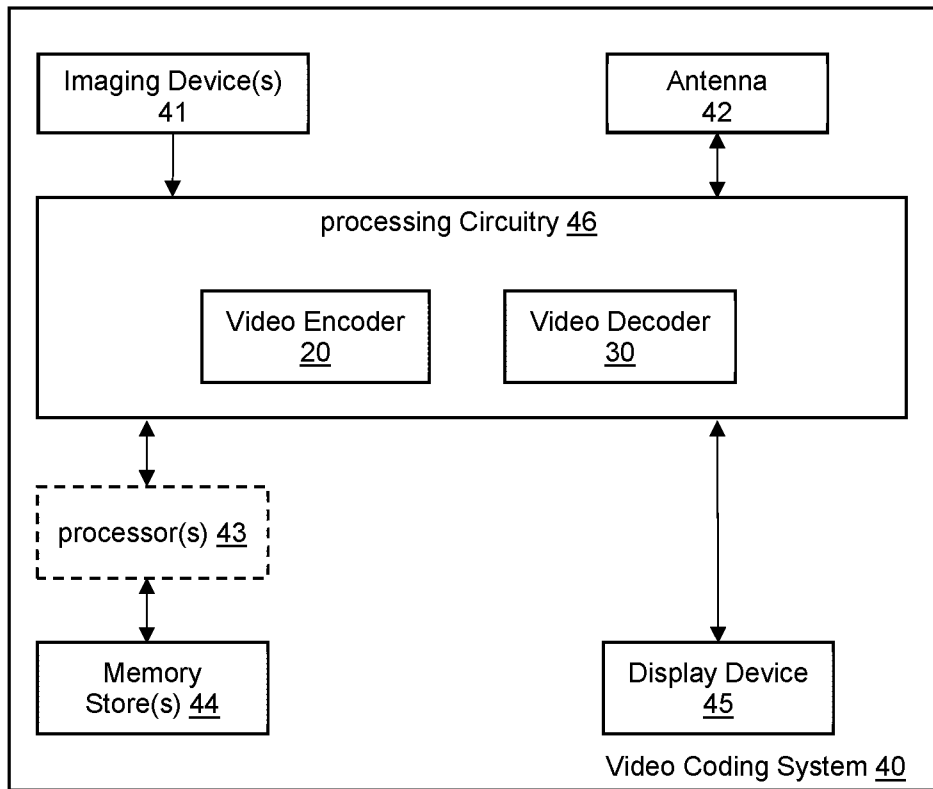 Imaging Device(s)
41
Antenna
42
processing Circuitry 46
Video Encoder
20
Video Decoder
30
processor(s) 43
Memory
Store(s) 44
Display Device
45
Video Coding System 40